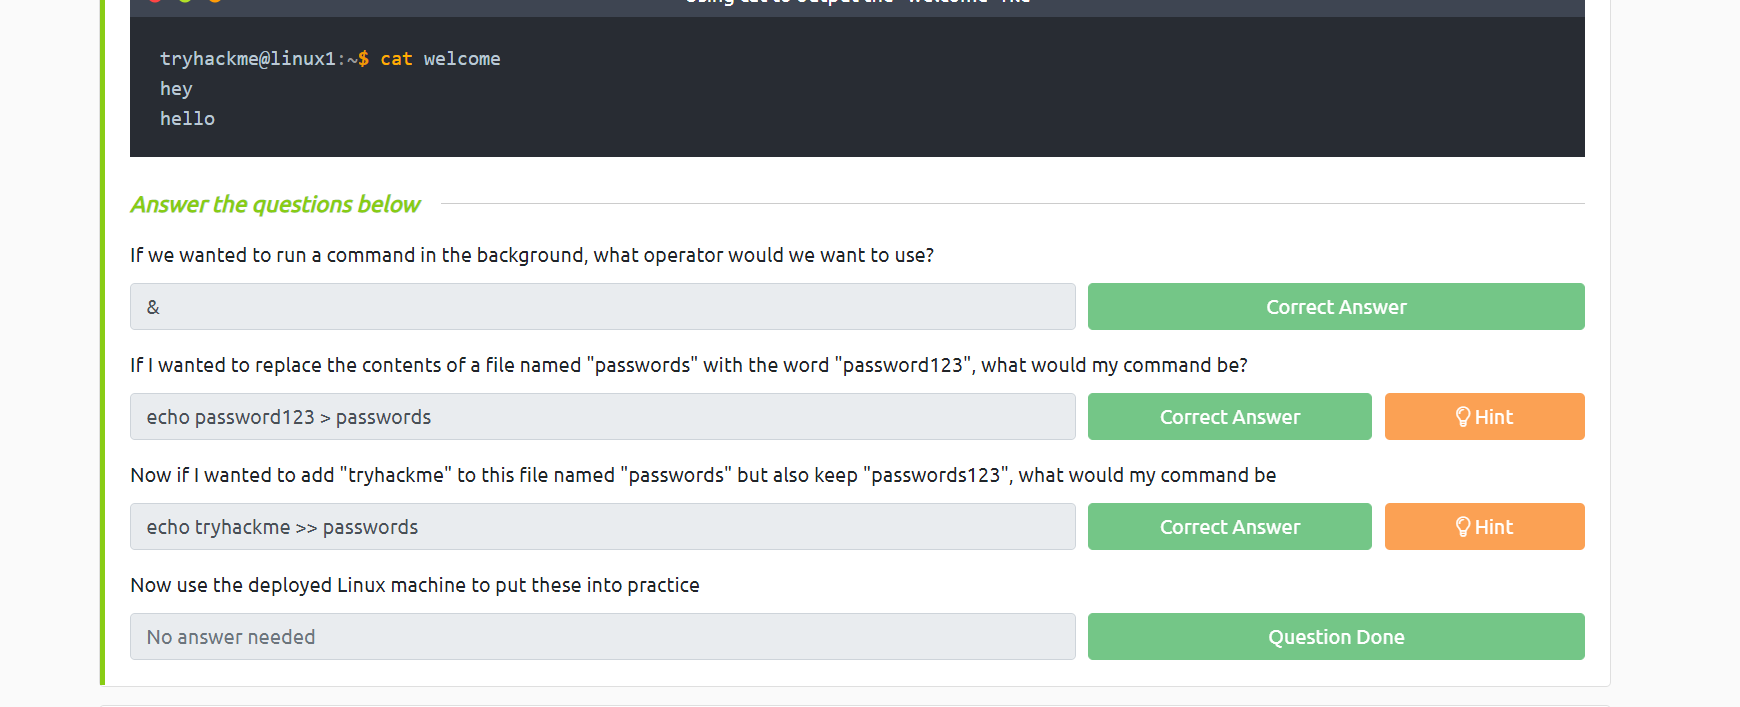 tryhackme@linux1:~$ cat welcome
hey
hello
Answer the questions below
If we wanted to run a command in the background, what operator would we want to use?
&
Correct Answer
If I wanted to replace the contents of a file named "passwords" with the word "password123", what would my command be?
echo password123 > passwords
Correct Answer
Hint
Now if I wanted to add "tryhackme" to this file named "passwords" but also keep "passwords123", what would my command be
echo tryhackme >> passwords
Correct Answer
Hint
Now use the deployed Linux machine to put these into practice
No answer needed
Question Done